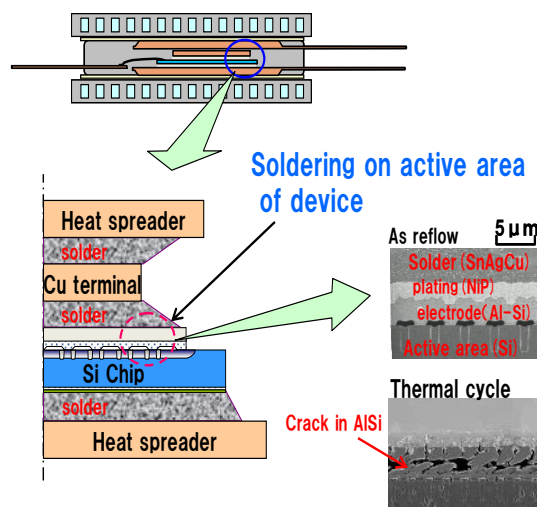 Soldering on active area
of device
Heat spreader
solder
Cu terminal
solder
Si Chip
solder
Heat spreader
As reflow
5μm
Solder(SnAgCu)
plating(NiP)
electrode(Al-Si)
Active area(Si)
Thermal cycle
Crack in AlSi